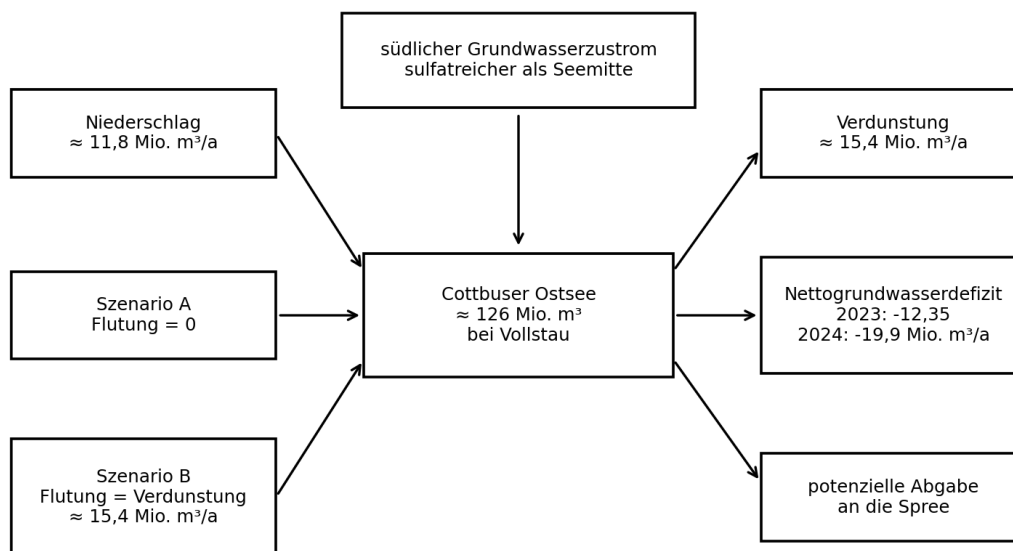 südlicher Grundwasserzustrom
sulfatreicher als Seemitte
Niederschlag
≈ 11,8 Mio. m³/a
Verdunstung
≈ 15,4 Mio. m³/a
Szenario A
Flutung = 0
Cottbuser Ostsee
≈ 126 Mio. m³
bei Vollstau
Nettogrundwasserdefizit
2023: -12,35
2024: -19,9 Mio. m³/a
Szenario B
Flutung = Verdunstung
≈ 15,4 Mio. m³/a
potenzielle Abgabe
an die Spree